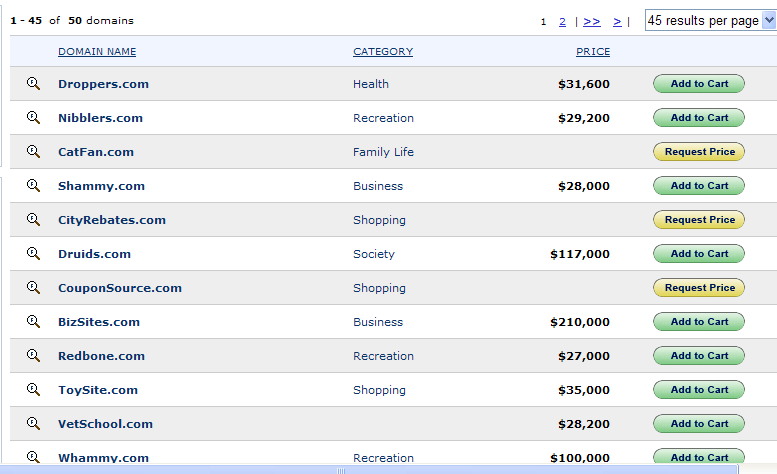 1 - 45 of 50 domains 1 2 | >> > | 45 results per page
DOMAIN NAME CATEGORY PRICE
Droppers.com Health $31,600 Add to Cart
Nibblers.com Recreation $29,200 Add to Cart
CatFan.com Family Life Request Price
Shammy.com Business $28,000 Add to Cart
CityRebates.com Shopping Request Price
Druids.com Society $117,000 Add to Cart
CouponSource.com Shopping Request Price
BizSites.com Business $210,000 Add to Cart
Redbone.com Recreation $27,000 Add to Cart
ToySite.com Shopping $35,000 Add to Cart
VetSchool.com $28,200 Add to Cart
Whammy.com Recreation $100,000 Add to Cart